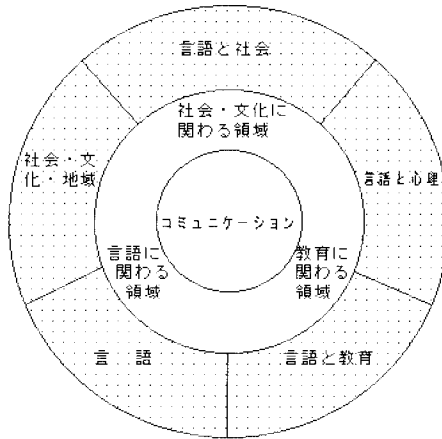 言語と社会
社会・文化に
関わる領域
社会・文
化・地域
言語と心理
コミュニケーション
言語に
関わる
領域
教育に
関わる
領域
言　語
言語と教育